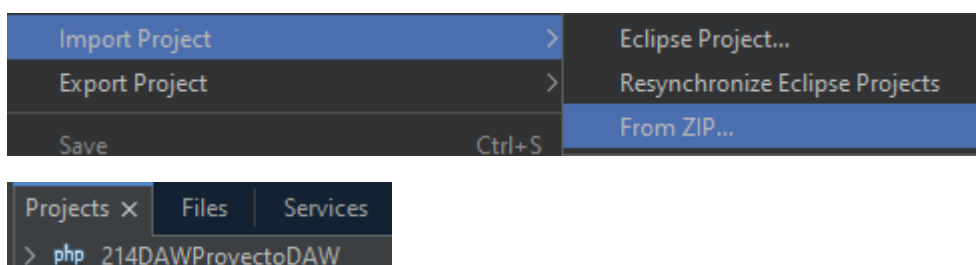 Import Project > Eclipse Project...
Export Project > Resynchronize Eclipse Projects
Save Ctrl+S From ZIP...
Projects × Files Services
> php 214DAWProyectoDAW